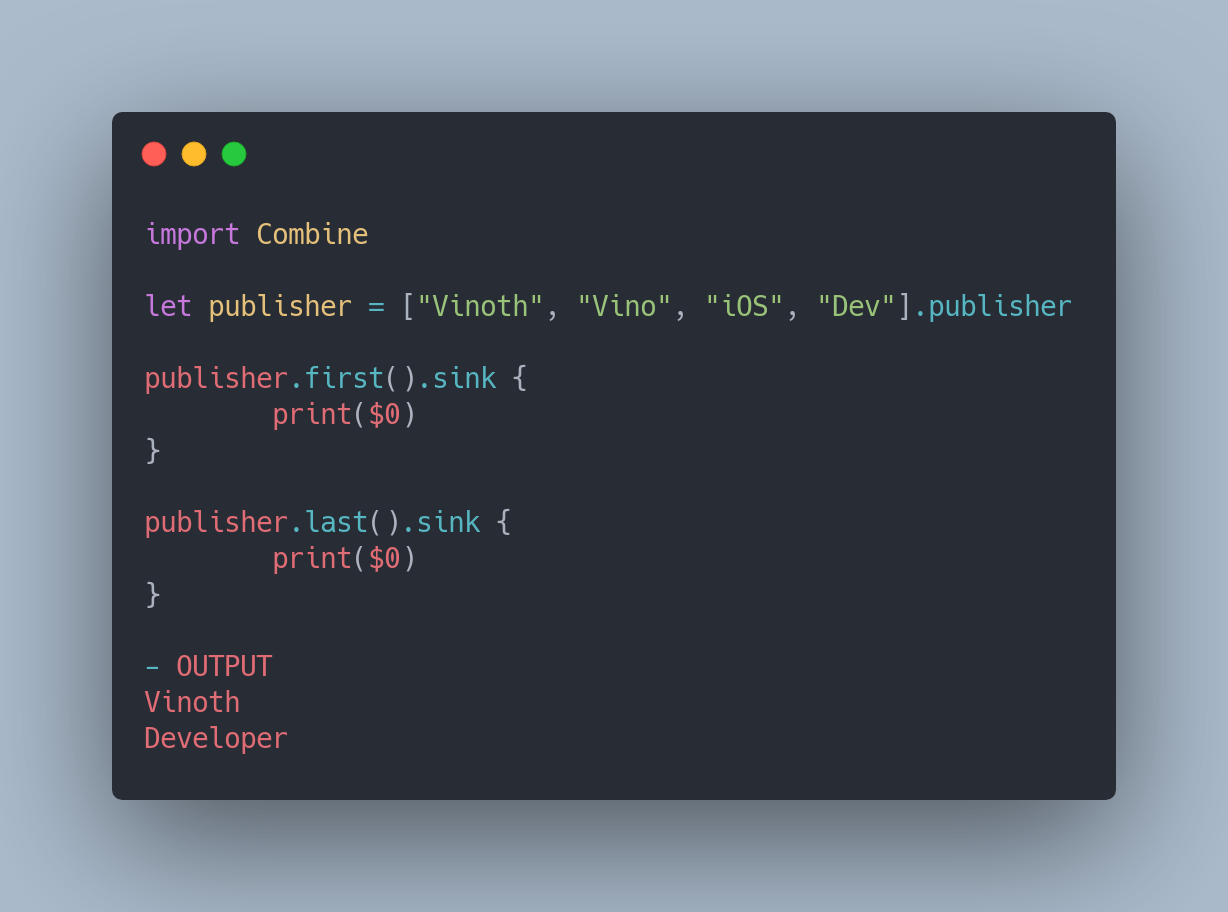 import Combine
let publisher = ["Vinoth", "Vino", "iOS", "Dev"].publisher
publisher.first().sink {
        print($0)
}
publisher.last().sink {
        print($0)
}
- OUTPUT
Vinoth
Developer